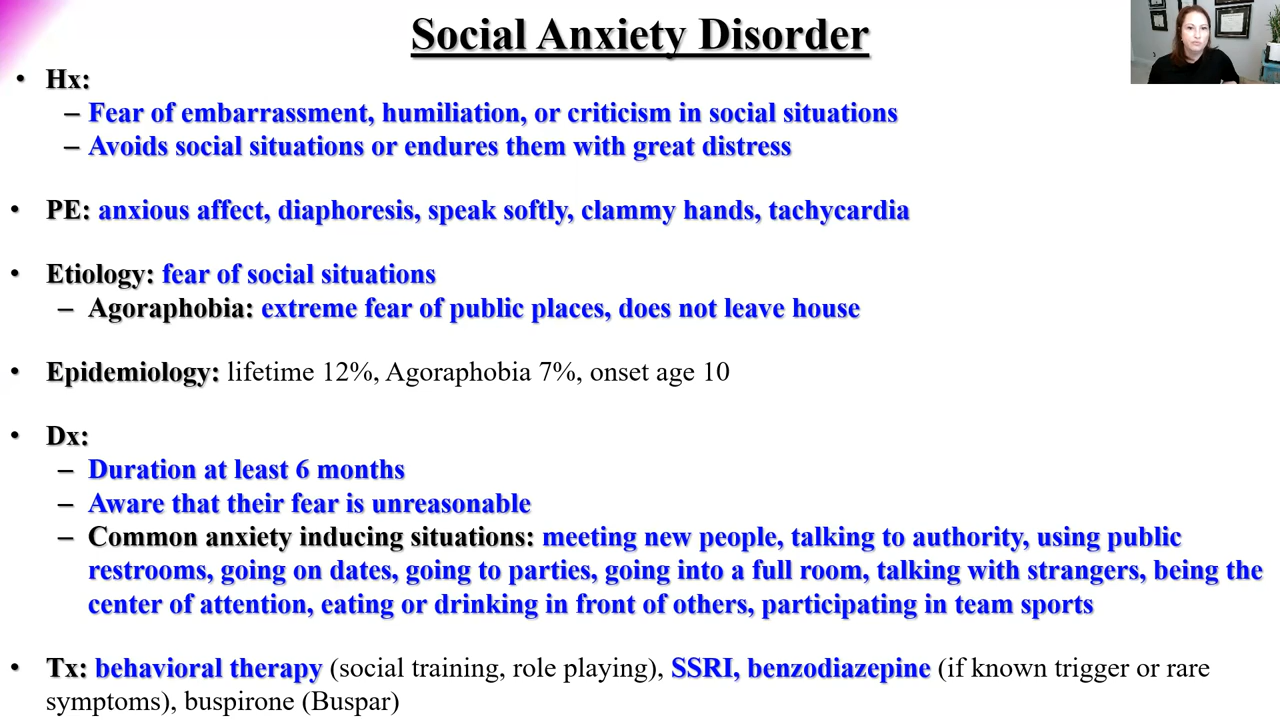 Social Anxiety Disorder
• Hx:
– Fear of embarrassment, humiliation, or criticism in social situations
– Avoids social situations or endures them with great distress
• PE: anxious affect, diaphoresis, speak softly, clammy hands, tachycardia
• Etiology: fear of social situations
– Agoraphobia: extreme fear of public places, does not leave house
• Epidemiology: lifetime 12%, Agoraphobia 7%, onset age 10
• Dx:
– Duration at least 6 months
– Aware that their fear is unreasonable
– Common anxiety inducing situations: meeting new people, talking to authority, using public
restrooms, going on dates, going to parties, going into a full room, talking with strangers, being the
center of attention, eating or drinking in front of others, participating in team sports
• Tx: behavioral therapy (social training, role playing), SSRI, benzodiazepine (if known trigger or rare
symptoms), buspirone (Buspar)